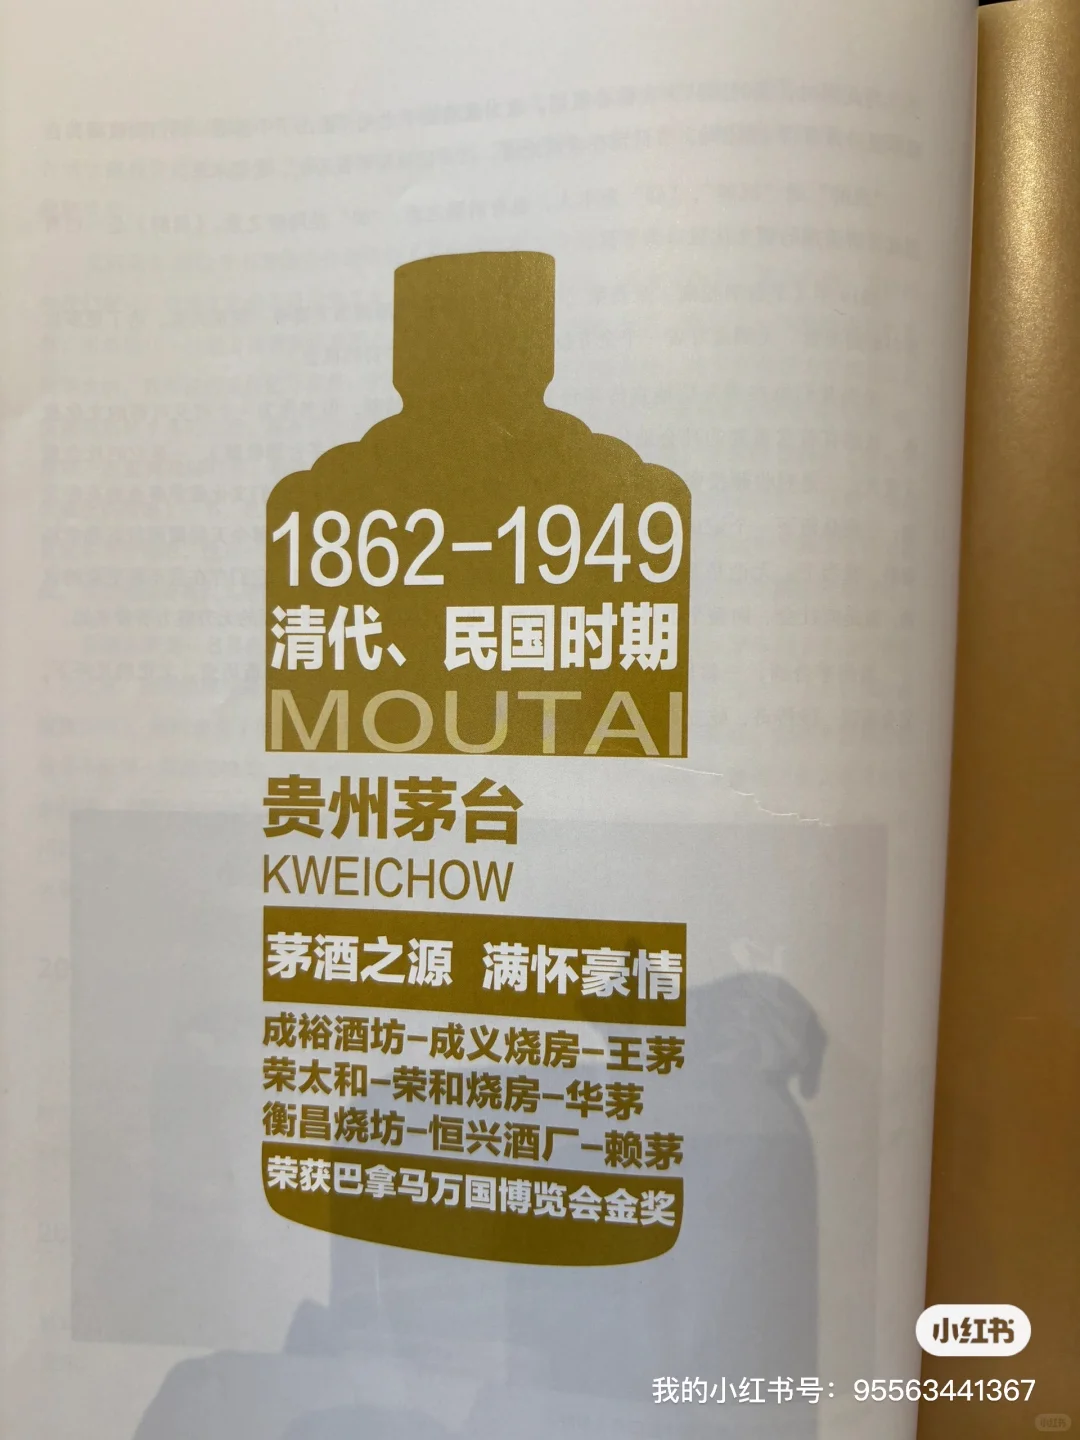 1862-1949
清代、民国时期
MOUTAI
贵州茅台
KWEICHOW
茅酒之源 满怀豪情
成裕酒坊-成义烧房-王茅
荣太和-荣和烧房-华茅
衡昌烧坊-恒兴酒厂-赖茅
荣获巴拿马万国博览会金奖
小红书
我的小红书号：95563441367
小红书